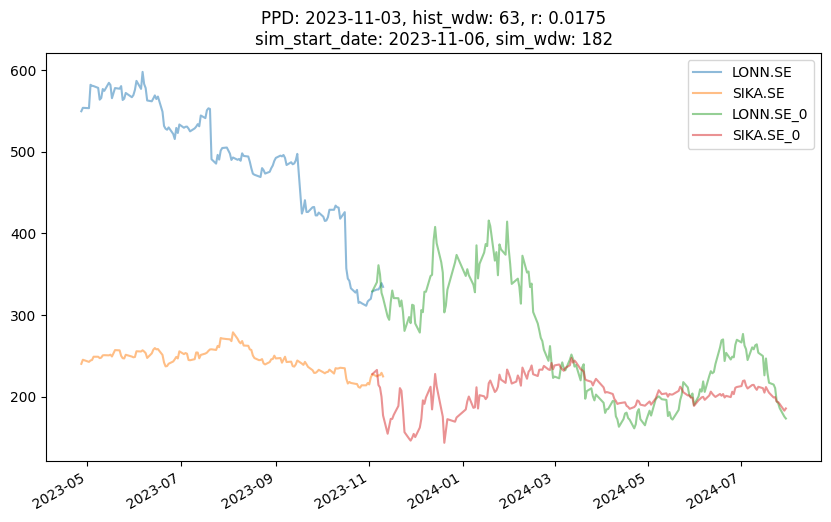 PPD: 2023-11-03, hist_wdw: 63, r: 0.0175
sim_start_date: 2023-11-06, sim_wdw: 182
LONN.SE
SIKA.SE
LONN.SE_0
SIKA.SE_0
600
500
400
300
200
2023-05
2023-07
2023-09
2023-11
2024-01
2024-03
2024-05
2024-07